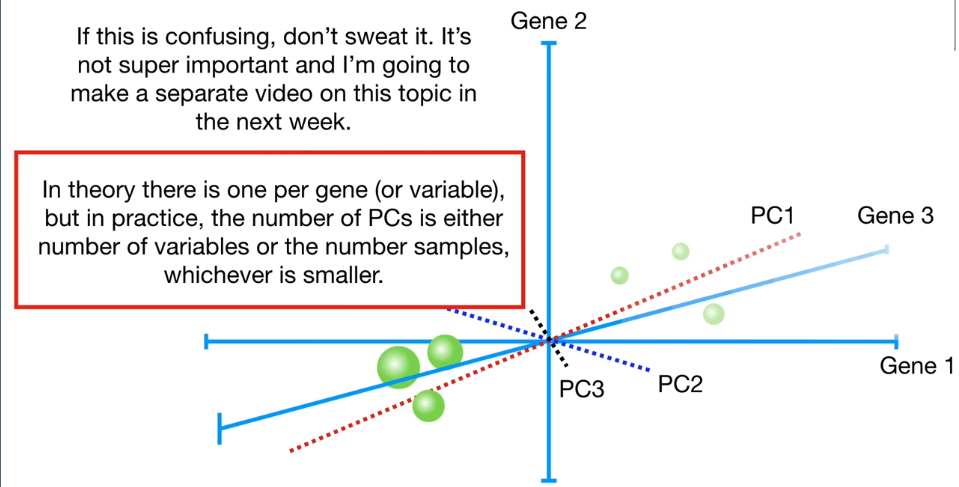 Gene 2
If this is confusing, don’t sweat it. It’s
not super important and I’m going to
make a separate video on this topic in
the next week.
In theory there is one per gene (or variable),
but in practice, the number of PCs is either
number of variables or the number samples,
whichever is smaller.
PC1
Gene 3
Gene 1
PC3
PC2